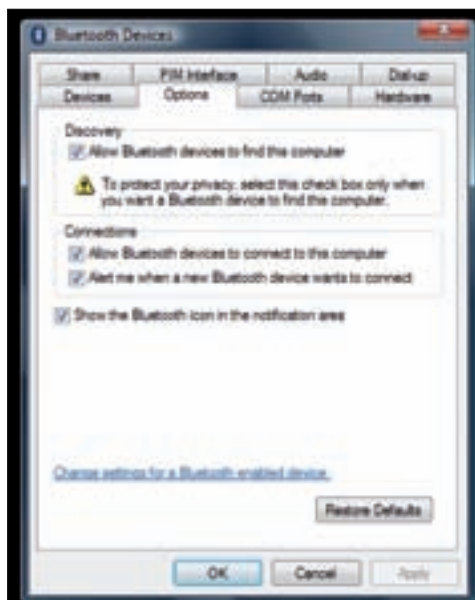 Bluetooth Devices
Share PIM Interface Audio Dial-up
Devices Options COM Ports Hardware
Discovery
Allow Bluetooth devices to find this computer
To protect your privacy, select this check box only when
you want a Bluetooth device to find this computer.
Connections
Allow Bluetooth devices to connect to this computer
Alert me when a new Bluetooth device wants to connect
Show the Bluetooth icon in the notification area
Change settings for a Bluetooth enabled device.
Restore Defaults
OK Cancel Apply